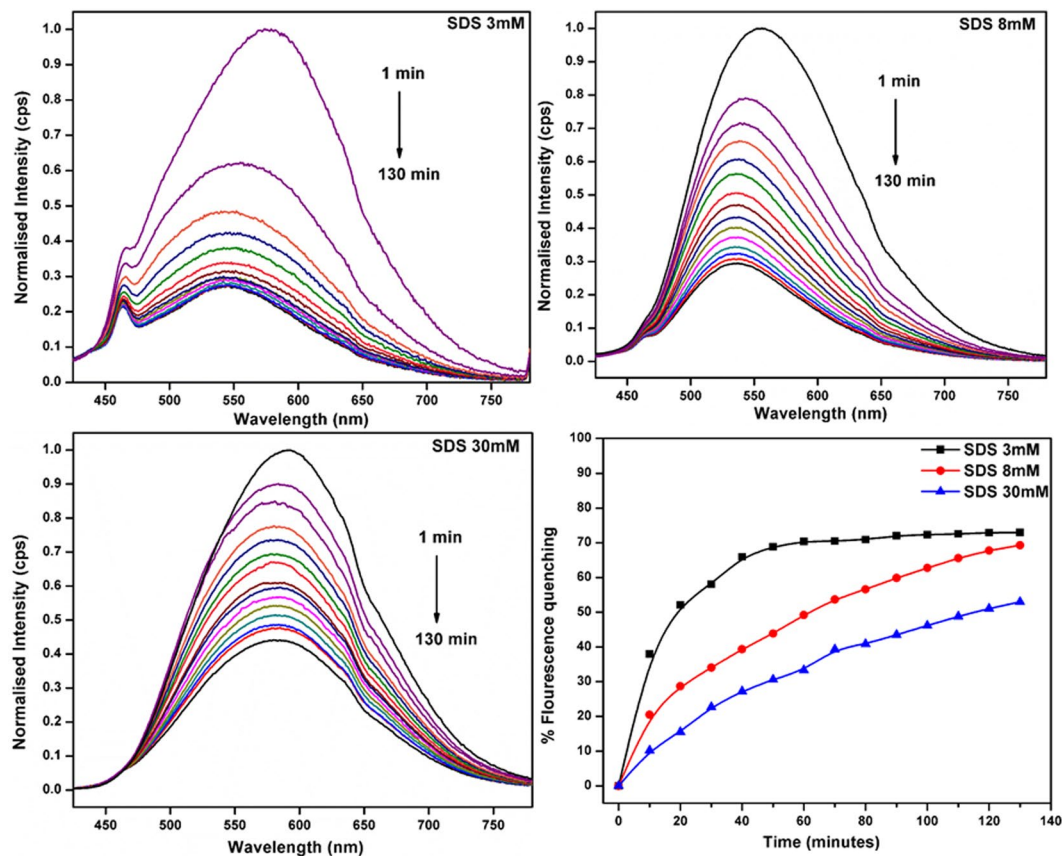 SDS 3mM
1 min
130 min
Normalised Intensity (cps)
1.0
0.9
0.8
0.7
0.6
0.5
0.4
0.3
0.2
0.1
0.0
450 500 550 600 650 700 750
Wavelength (nm)
SDS 8mM
1 min
130 min
Normalised Intensity (cps)
1.0
0.9
0.8
0.7
0.6
0.5
0.4
0.3
0.2
0.1
0.0
450 500 550 600 650 700 750
Wavelength (nm)
SDS 30mM
1 min
130 min
Normalised Intensity (cps)
1.0
0.9
0.8
0.7
0.6
0.5
0.4
0.3
0.2
0.1
0.0
450 500 550 600 650 700 750
Wavelength (nm)
SDS 3mM
SDS 8mM
SDS 30mM
% Flourescence quenching
100
90
80
70
60
50
40
30
20
10
0
0 20 40 60 80 100 120 140
Time (minutes)